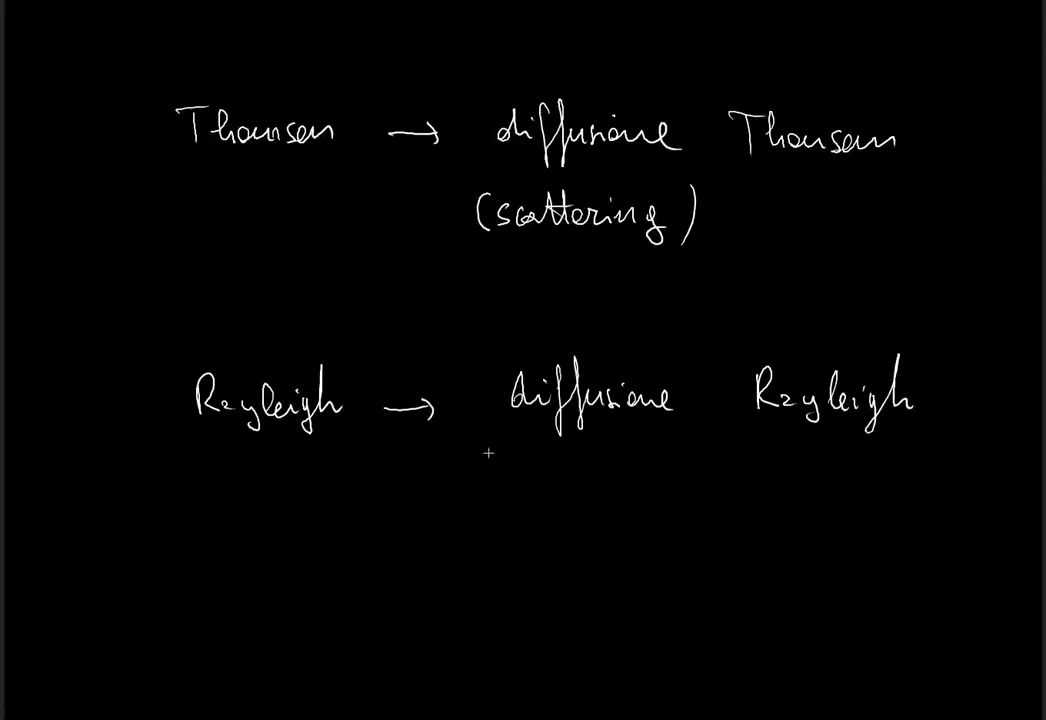 Thomson → diffusione Thomson
(scattering)
Rayleigh → diffusione Rayleigh